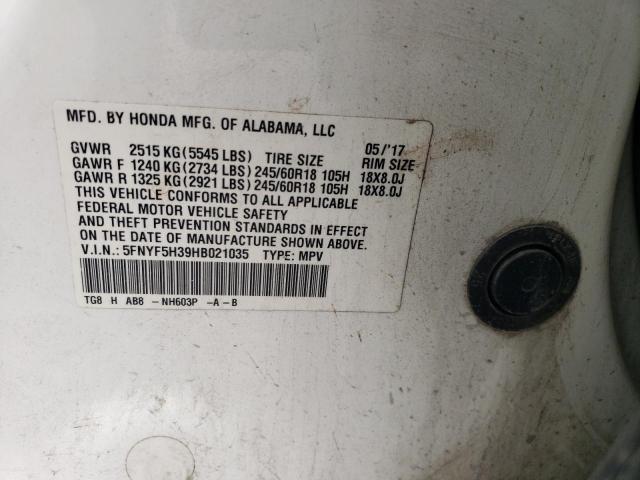 MFD. BY HONDA MFG. OF ALABAMA, LLC
GVWR 2515 KG (5545 LBS) TIRE SIZE 05/'17 RIM SIZE
GAWR F 1240 KG (2734 LBS) 245/60R18 105H 18X8.0J
GAWR R 1325 KG (2921 LBS) 245/60R18 105H 18X8.0J
THIS VEHICLE CONFORMS TO ALL APPLICABLE
FEDERAL MOTOR VEHICLE SAFETY
AND THEFT PREVENTION STANDARDS IN EFFECT
ON THE DATE OF MANUFACTURE SHOWN ABOVE.
V.I.N.: 5FNYF5H39HB021035 TYPE: MPV
TG8 H AB8 - NH603P -A - B